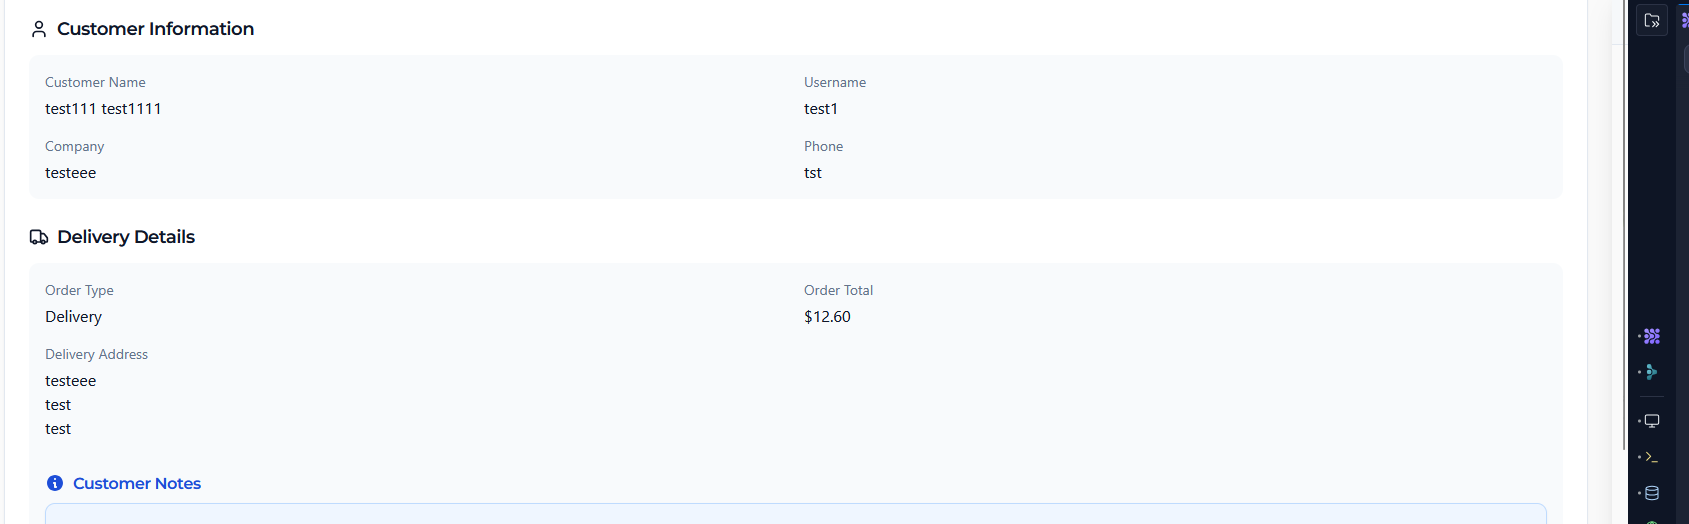 Customer Information
Customer Name
test111 test1111
Username
test1
Company
testeee
Phone
tst
Delivery Details
Order Type
Delivery
Order Total
$12.60
Delivery Address
testeee
test
test
Customer Notes